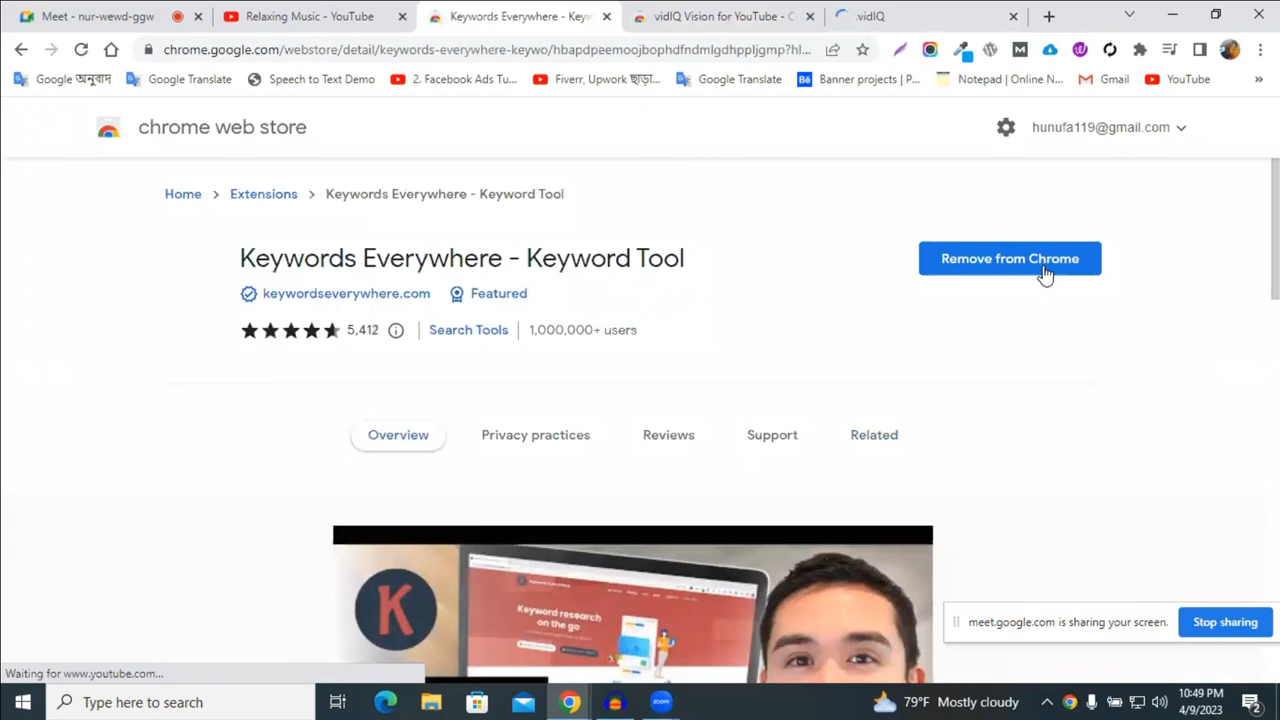 Meet - nur-wewd-ggw
Relaxing Music - YouTube
Keywords Everywhere - Keyw
vidIQ Vision for YouTube - C
.vidIQ
chrome.google.com/webstore/detail/keywords-everywhere-keywo/hbapdpeemoojbophdfndmlgdhppljgmp?hl...
Google অনুবাদ
Google Translate
Speech to Text Demo
2. Facebook Ads Tu...
Fiverr, Upwork ছাড়া...
Google Translate
Banner projects | P...
Notepad | Online N...
Gmail
YouTube
chrome web store
hunufa119@gmail.com
Home > Extensions > Keywords Everywhere - Keyword Tool
Keywords Everywhere - Keyword Tool
Remove from Chrome
keywordseverywhere.com
Featured
5,412
Search Tools
1,000,000+ users
Overview
Privacy practices
Reviews
Support
Related
K
Keyword research
on the go
meet.google.com is sharing your screen.
Stop sharing
Waiting for www.youtube.com...
Type here to search
zoom
79°F Mostly cloudy
10:49 PM
4/9/2023
2